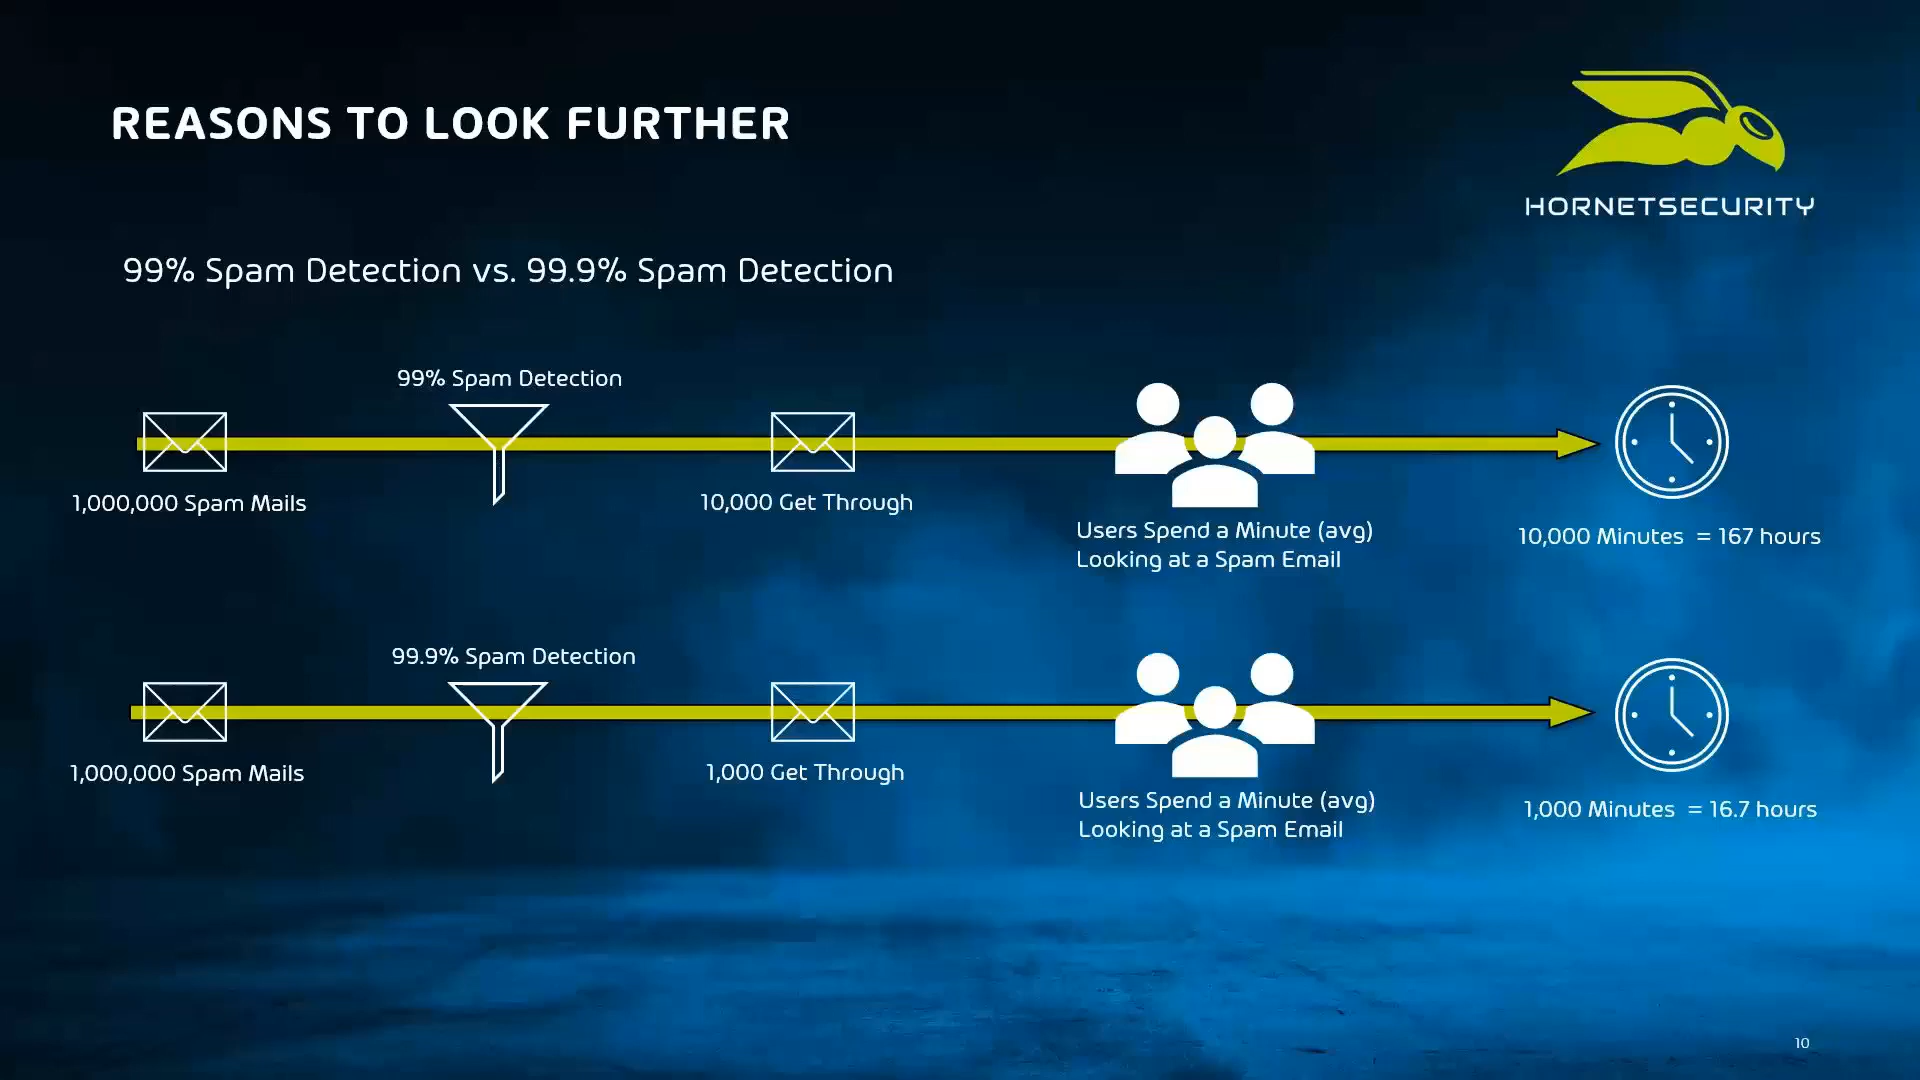 REASONS TO LOOK FURTHER
HORNETSECURITY
99% Spam Detection vs. 99.9% Spam Detection
99% Spam Detection
1,000,000 Spam Mails
10,000 Get Through
Users Spend a Minute (avg)
Looking at a Spam Email
10,000 Minutes = 167 hours
99.9% Spam Detection
1,000,000 Spam Mails
1,000 Get Through
Users Spend a Minute (avg)
Looking at a Spam Email
1,000 Minutes = 16.7 hours
10